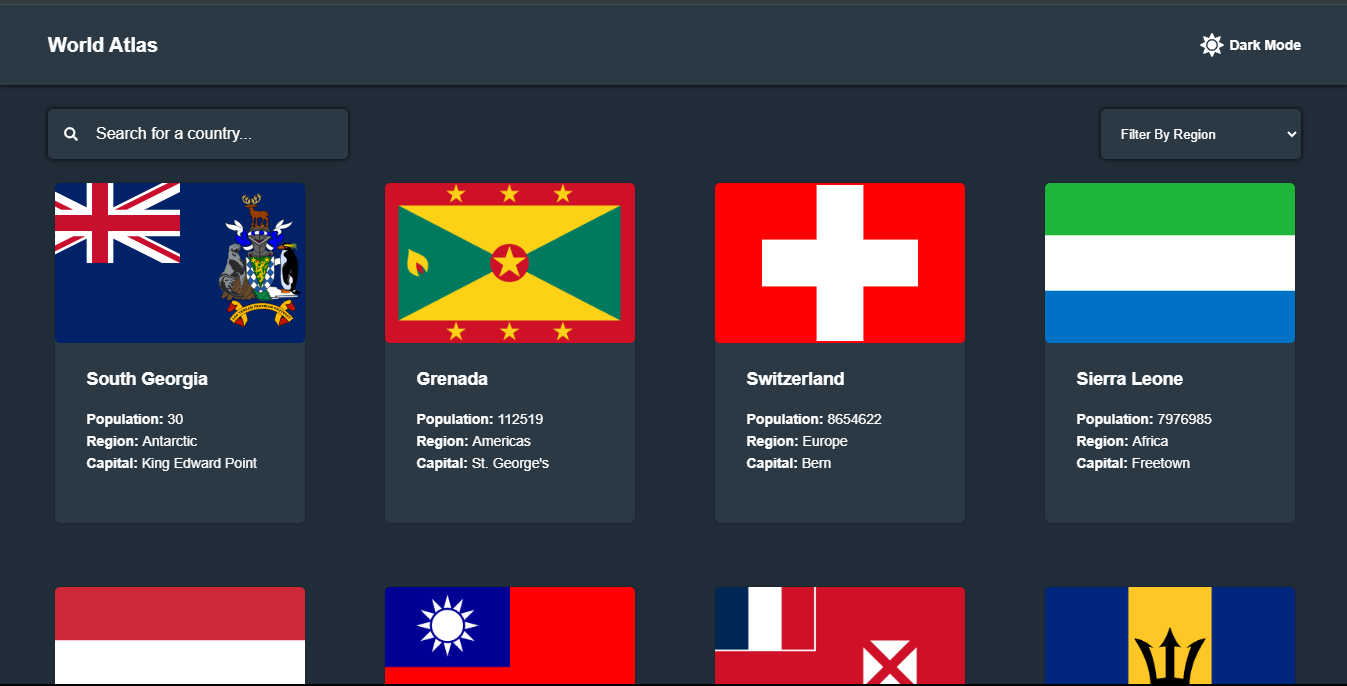 World Atlas
Dark Mode
Search for a country...
Filter By Region
South Georgia
Population: 30
Region: Antarctic
Capital: King Edward Point
Grenada
Population: 112519
Region: Americas
Capital: St. George's
Switzerland
Population: 8654622
Region: Europe
Capital: Bern
Sierra Leone
Population: 7976985
Region: Africa
Capital: Freetown